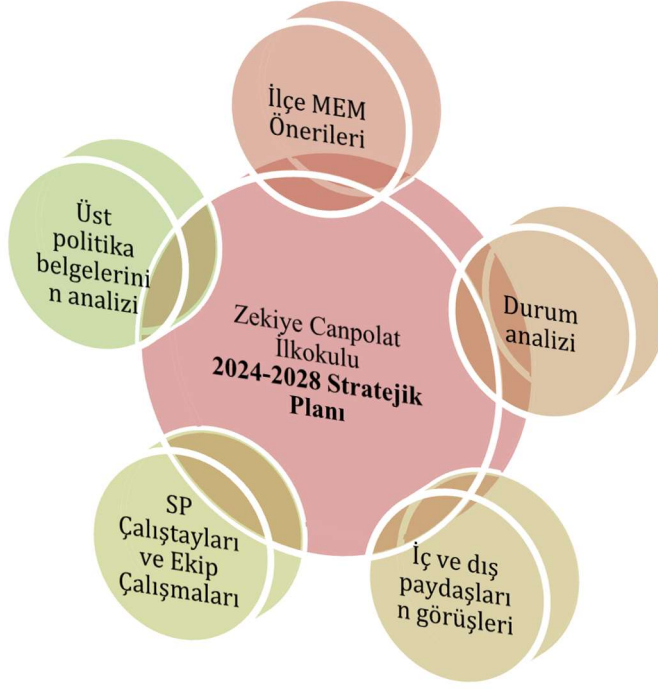 İlçe MEM
Önerileri
Durum
analizi
İç ve dış
paydaşları
n görüşleri
SP
Çalıştayları
ve Ekip
Çalışmaları
Üst
politika
belgelerini
n analizi
Zekiye Canpolat
İlkokulu
2024-2028 Stratejik
Planı